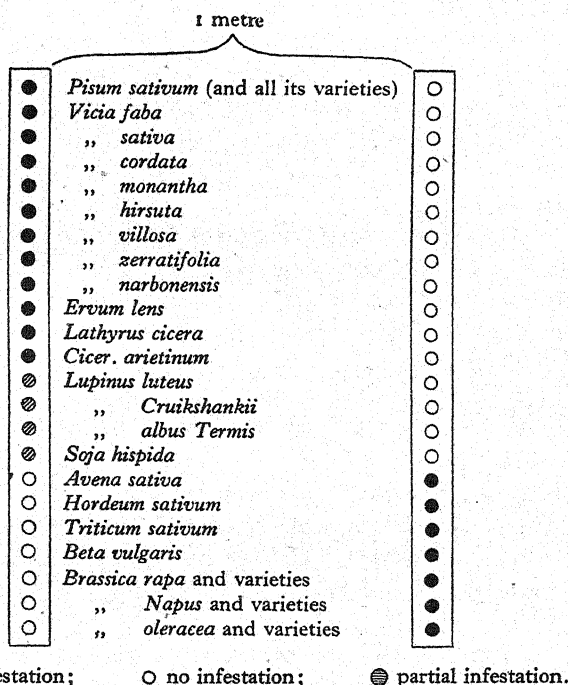 1 metre
Pisum sativum (and all its varieties)
Vicia faba
„ sativa
„ cordata
„ monantha
„ hirsuta
„ villosa
„ zerratifolia
„ narbonensis
Ervum lens
Lathyrus cicera
Cicer. arietinum
Lupinus luteus
„ Cruikshankii
„ albus Termis
Soja hispida
Avena sativa
Hordeum sativum
Triticum sativum
Beta vulgaris
Brassica rapa and varieties
„ Napus and varieties
„ oleracea and varieties
estation; ○ no infestation; ◍ partial infestation.